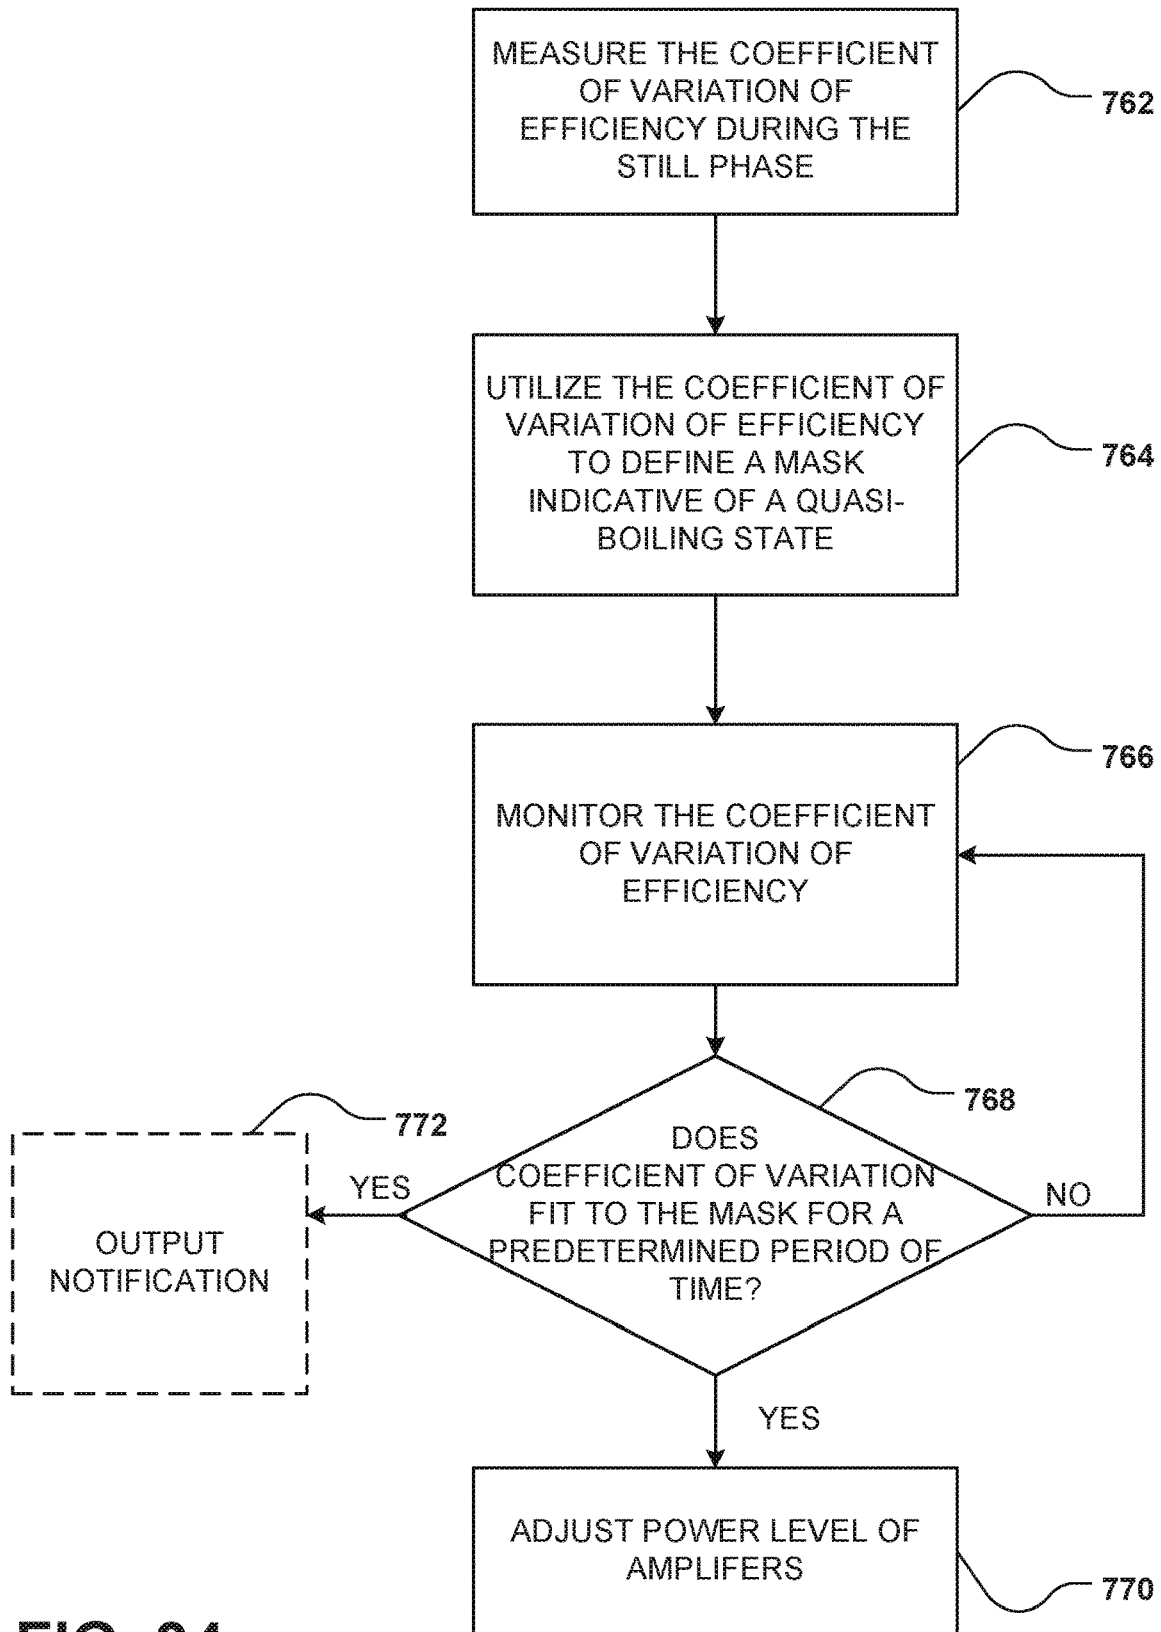 MEASURE THE COEFFICIENT
OF VARIATION OF
EFFICIENCY DURING THE
STILL PHASE
762
UTILIZE THE COEFFICIENT OF
VARIATION OF EFFICIENCY
TO DEFINE A MASK
INDICATIVE OF A QUASI-
BOILING STATE
764
766
MONITOR THE COEFFICIENT
OF VARIATION OF
EFFICIENCY
768
772
DOES
COEFFICIENT OF VARIATION
FIT TO THE MASK FOR A
PREDETERMINED PERIOD OF
TIME?
YES
NO
OUTPUT
NOTIFICATION
YES
ADJUST POWER LEVEL OF
AMPLIFERS
770
FIG.